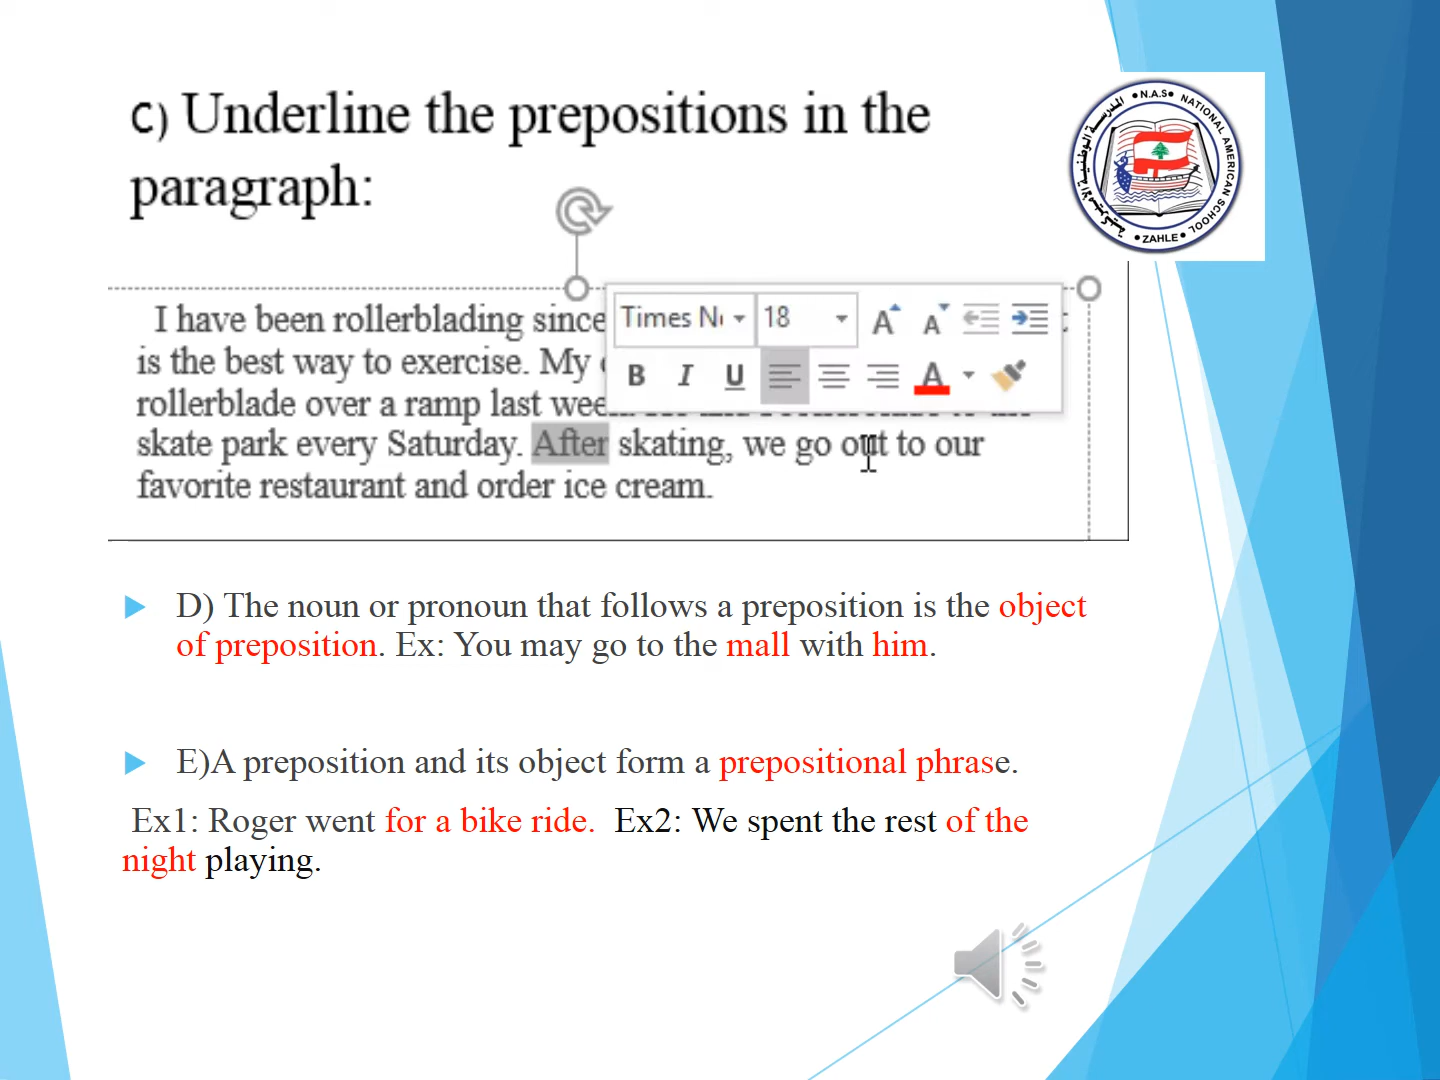 C) Underline the prepositions in the
paragraph:
N.A.S
NATIONAL AMERICAN SCHOOL
ZAHLE
Times N
18
I have been rollerblading since
is the best way to exercise. My
B I U A
rollerblade over a ramp last
skate park every Saturday. After skating, we go out to our
favorite restaurant and order ice cream.
D) The noun or pronoun that follows a preposition is the object
of preposition. Ex: You may go to the mall with him.
E)A preposition and its object form a prepositional phrase.
Ex1: Roger went for a bike ride. Ex2: We spent the rest of the
night playing.